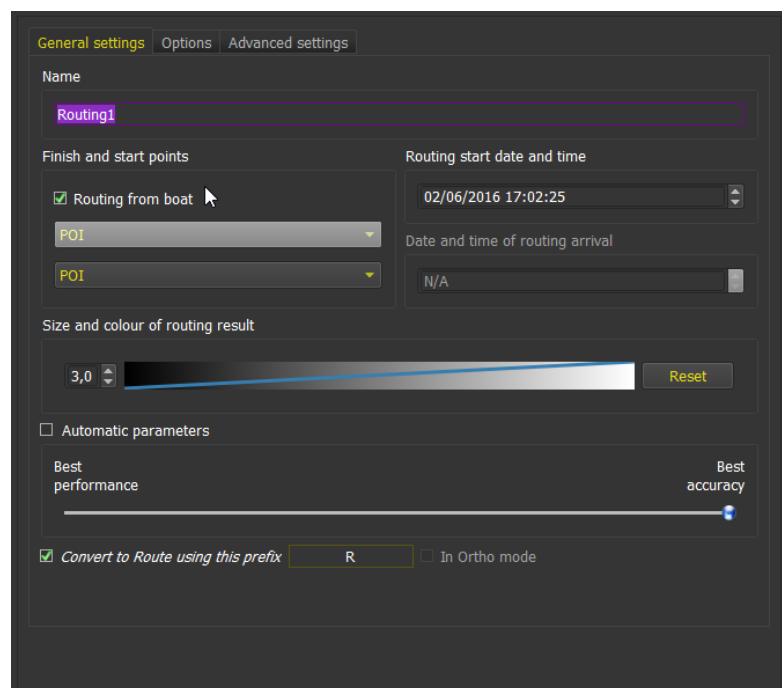 General settings Options Advanced settings
Name
Routing1
Finish and start points
Routing start date and time
Routing from boat
02/06/2016 17:02:25
POI
Date and time of routing arrival
POI
N/A
Size and colour of routing result
3,0 Reset
Automatic parameters
Best
performance
Best
accuracy
Convert to Route using this prefix R In Ortho mode